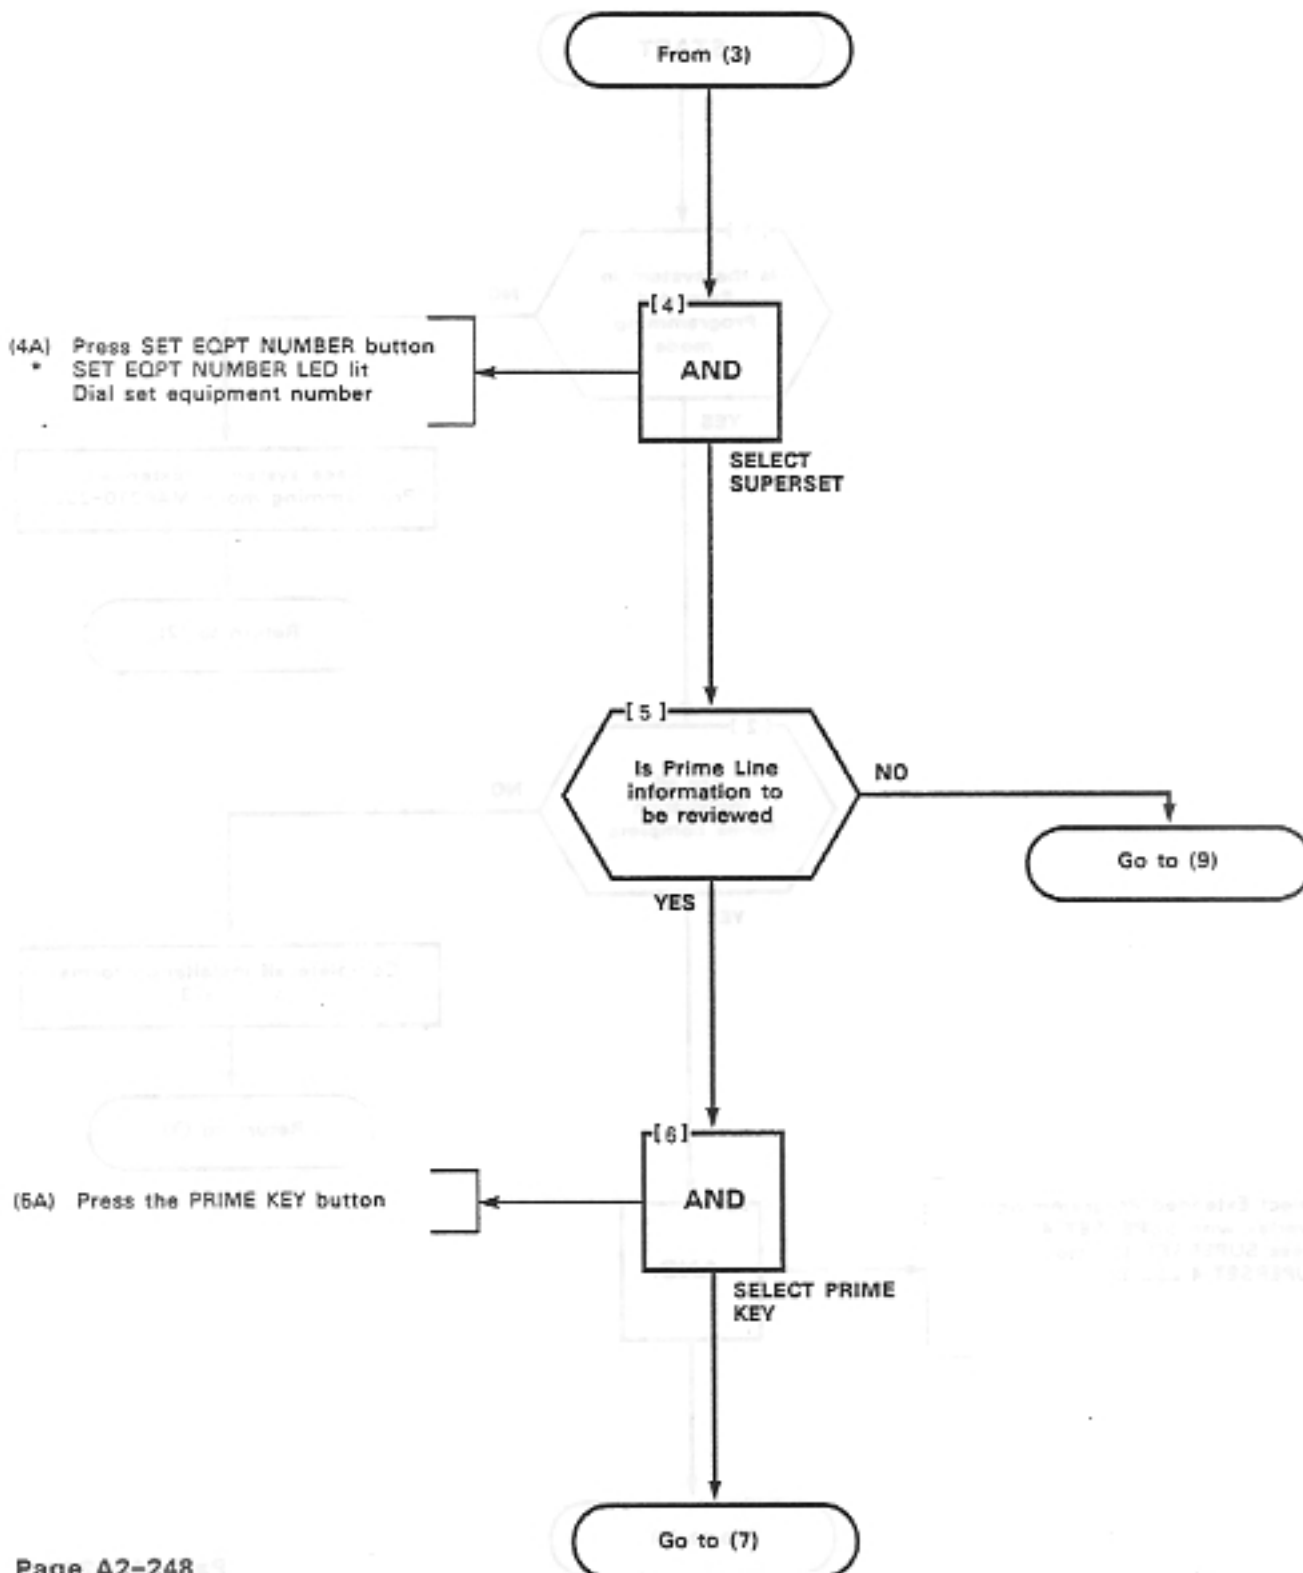 From (3)
[4]
(4A) Press SET EQPT NUMBER button
* SET EQPT NUMBER LED lit
Dial set equipment number
AND
SELECT
SUPERSET
[5]
Is Prime Line
information to
be reviewed
NO
Go to (9)
YES
[6]
(5A) Press the PRIME KEY button
AND
SELECT PRIME
KEY
Go to (7)
Page A2-248